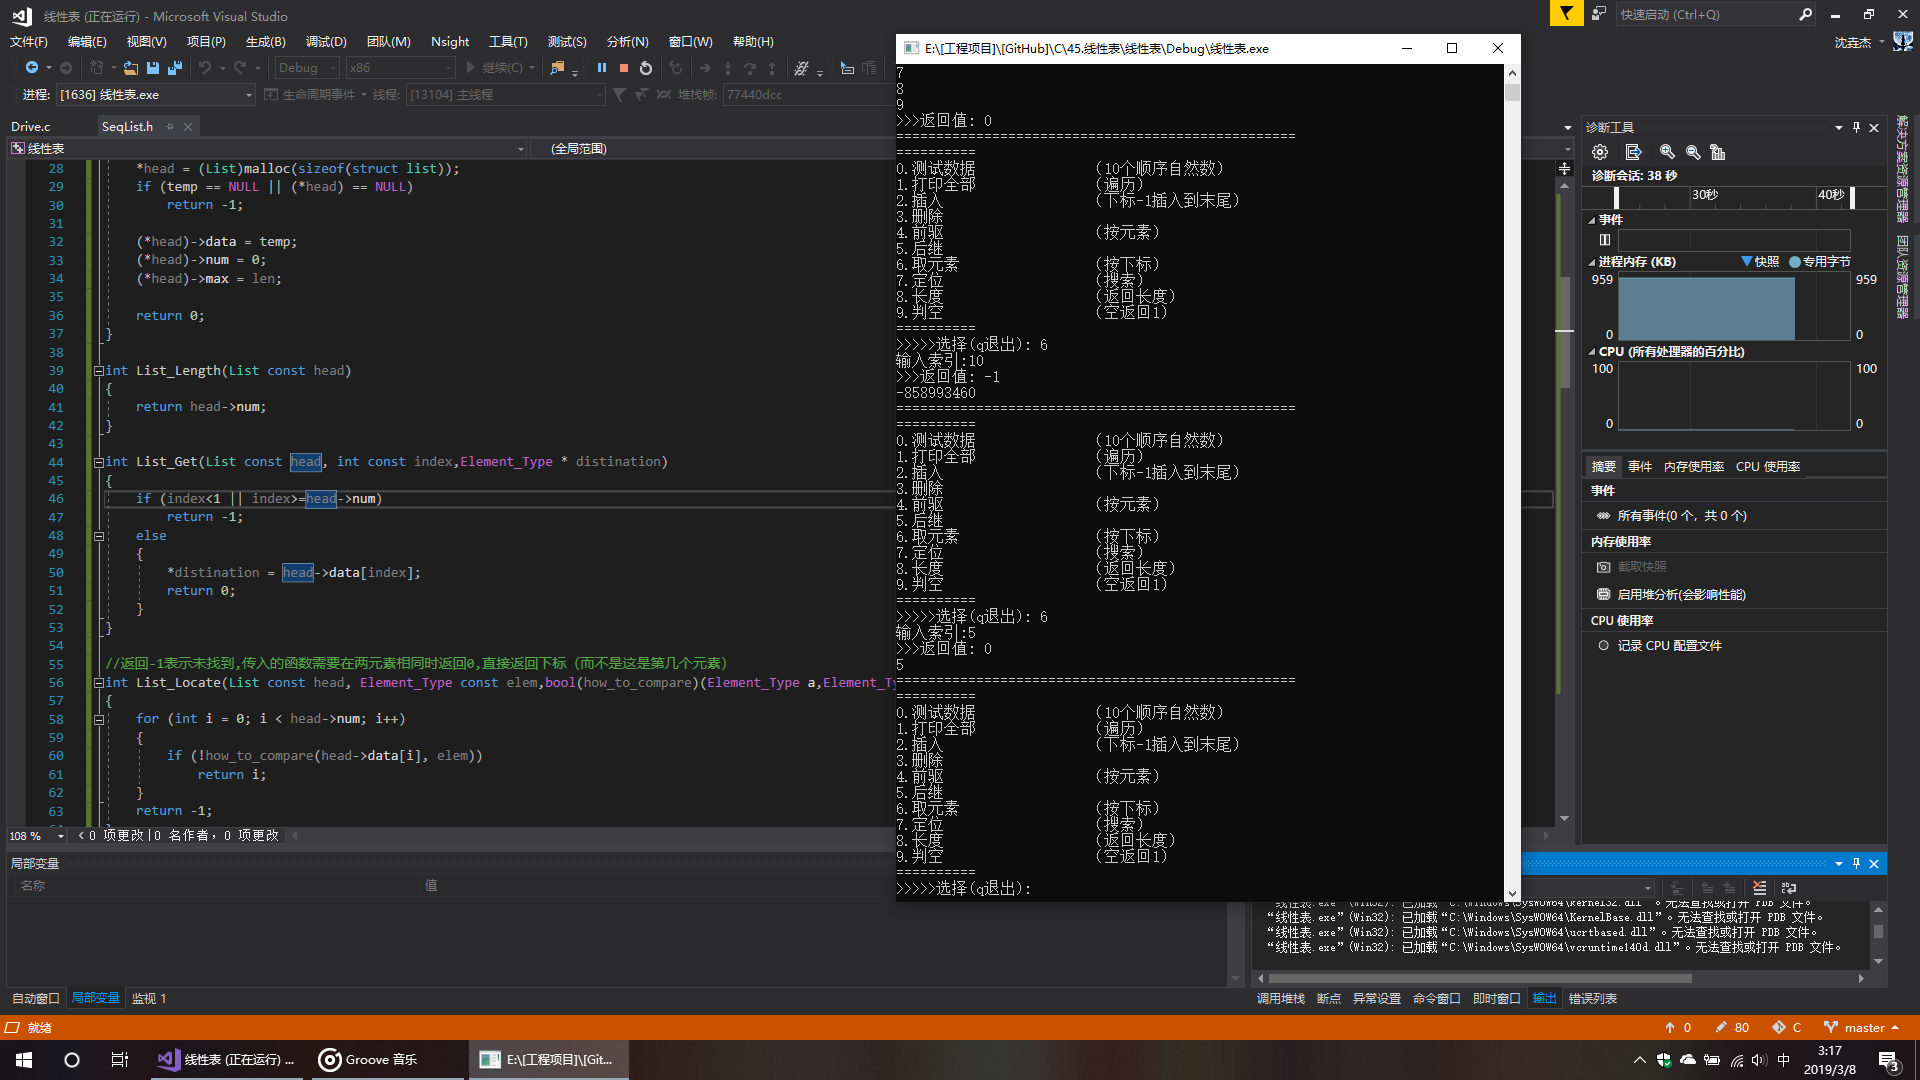 线性表 (正在运行) - Microsoft Visual Studio
快速启动 (Ctrl+Q)
文件(F) 编辑(E) 视图(V) 项目(P) 生成(B) 调试(D) 团队(M) Nsight 工具(T) 测试(S) 分析(N) 窗口(W) 帮助(H)
沈垚杰
Debug x86 继续(C)
进程: [1636] 线性表.exe 生命周期事件 线程: [13104] 主线程 堆栈帧: 77440dcc
Drive.c SeqList.h
线性表 (全局范围)
28 *head = (List)malloc(sizeof(struct list));
29 if (temp == NULL || (*head) == NULL)
30 return -1;
31
32 (*head)->data = temp;
33 (*head)->num = 0;
34 (*head)->max = len;
35
36 return 0;
37 }
38
39 int List_Length(List const head)
40 {
41 return head->num;
42 }
43
44 int List_Get(List const head, int const index,Element_Type * distination)
45 {
46 if (index<1 || index>=head->num)
47 return -1;
48 else
49 {
50 *distination = head->data[index];
51 return 0;
52 }
53 }
54
55 //返回-1表示未找到,传入的函数需要在两元素相同时返回0,直接返回下标（而不是这是第几个元素）
56 int List_Locate(List const head, Element_Type const elem,bool(how_to_compare)(Element_Type a,Element_Ty
57 {
58 for (int i = 0; i < head->num; i++)
59 {
60 if (!how_to_compare(head->data[i], elem))
61 return i;
62 }
63 return -1;
108 % 0 项更改|0 名作者，0 项更改
局部变量
名称 值
自动窗口 局部变量 监视 1
E:\[工程项目]\[GitHub]\C\45.线性表\线性表\Debug\线性表.exe
7
8
9
>>>返回值: 0
==================================================
==========
0.测试数据 （10个顺序自然数）
1.打印全部 （遍历）
2.插入 （下标-1插入到末尾）
3.删除
4.前驱 （按元素）
5.后继
6.取元素 （按下标）
7.定位 （搜索）
8.长度 （返回长度）
9.判空 （空返回1）
==========
>>>>>选择(q退出): 6
输入索引:10
>>>返回值: -1
-858993460
==================================================
==========
0.测试数据 （10个顺序自然数）
1.打印全部 （遍历）
2.插入 （下标-1插入到末尾）
3.删除
4.前驱 （按元素）
5.后继
6.取元素 （按下标）
7.定位 （搜索）
8.长度 （返回长度）
9.判空 （空返回1）
==========
>>>>>选择(q退出): 6
输入索引:5
>>>返回值: 0
5
==================================================
==========
0.测试数据 （10个顺序自然数）
1.打印全部 （遍历）
2.插入 （下标-1插入到末尾）
3.删除
4.前驱 （按元素）
5.后继
6.取元素 （按下标）
7.定位 （搜索）
8.长度 （返回长度）
9.判空 （空返回1）
==========
>>>>>选择(q退出):
诊断工具
诊断会话: 38 秒
30秒 40秒
事件
进程内存 (KB) 快照 专用字节
959 959
0 0
CPU (所有处理器的百分比)
100 100
0 0
摘要 事件 内存使用率 CPU 使用率
事件
所有事件(0 个，共 0 个)
内存使用率
截取快照
启用堆分析(会影响性能)
CPU 使用率
记录 CPU 配置文件
解决方案资源管理器
团队资源管理器
“线性表.exe”(Win32): 已加载“C:\Windows\SysWOW64\kernel32.dll”。无法查找或打开 PDB 文件。
“线性表.exe”(Win32): 已加载“C:\Windows\SysWOW64\KernelBase.dll”。无法查找或打开 PDB 文件。
“线性表.exe”(Win32): 已加载“C:\Windows\SysWOW64\ucrtbased.dll”。无法查找或打开 PDB 文件。
“线性表.exe”(Win32): 已加载“C:\Windows\SysWOW64\vcruntime140d.dll”。无法查找或打开 PDB 文件。
调用堆栈 断点 异常设置 命令窗口 即时窗口 输出 错误列表
就绪 0 80 C master
线性表 (正在运行) ... Groove 音乐 E:\[工程项目]\[Git...
中 3:17
2019/3/8
3